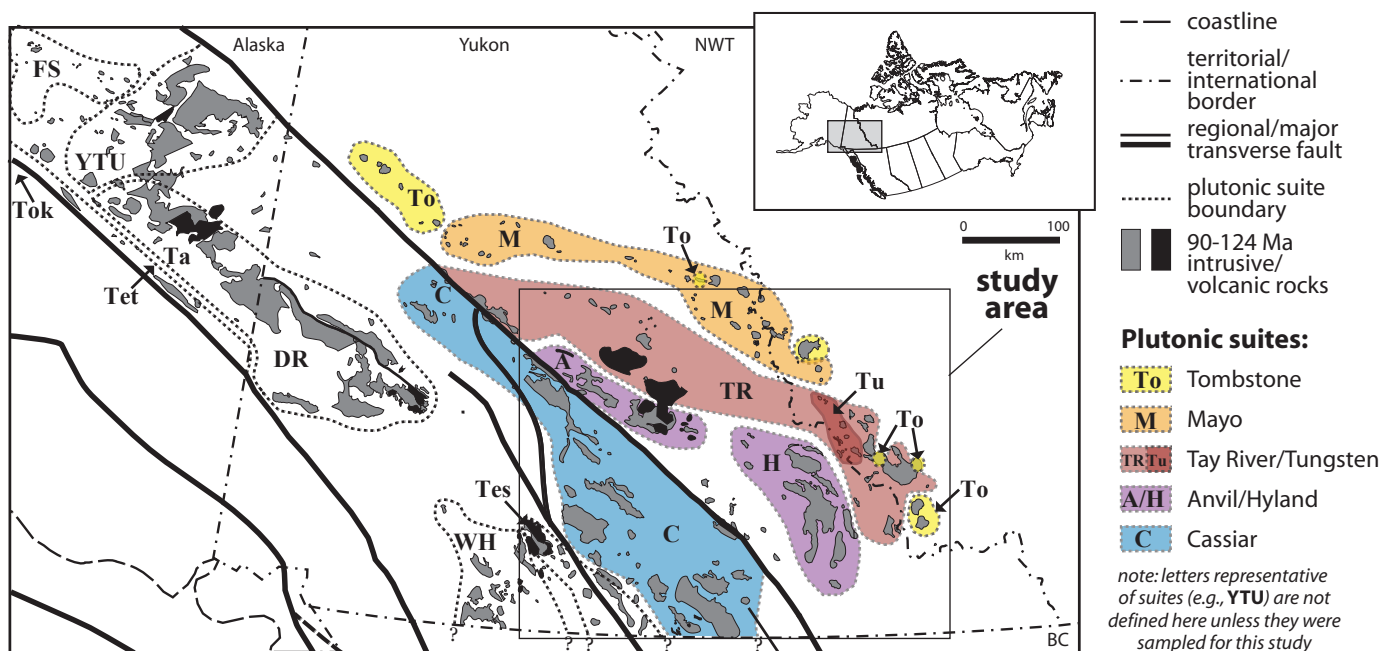 Alaska
Yukon
NWT
FS
YTU
Tok
Ta
Tet
DR
To
M
To
C
M
A
TR
Tu
To
H
To
Tes
WH
C
?
?
?
?
?
BC
0
100
km
study
area
coastline
territorial/
international
border
regional/major
transverse fault
plutonic suite
boundary
90-124 Ma
intrusive/
volcanic rocks
Plutonic suites:
To Tombstone
M Mayo
TR Tu Tay River/Tungsten
A/H Anvil/Hyland
C Cassiar
note: letters representative
of suites (e.g., YTU) are not
defined here unless they were
sampled for this study